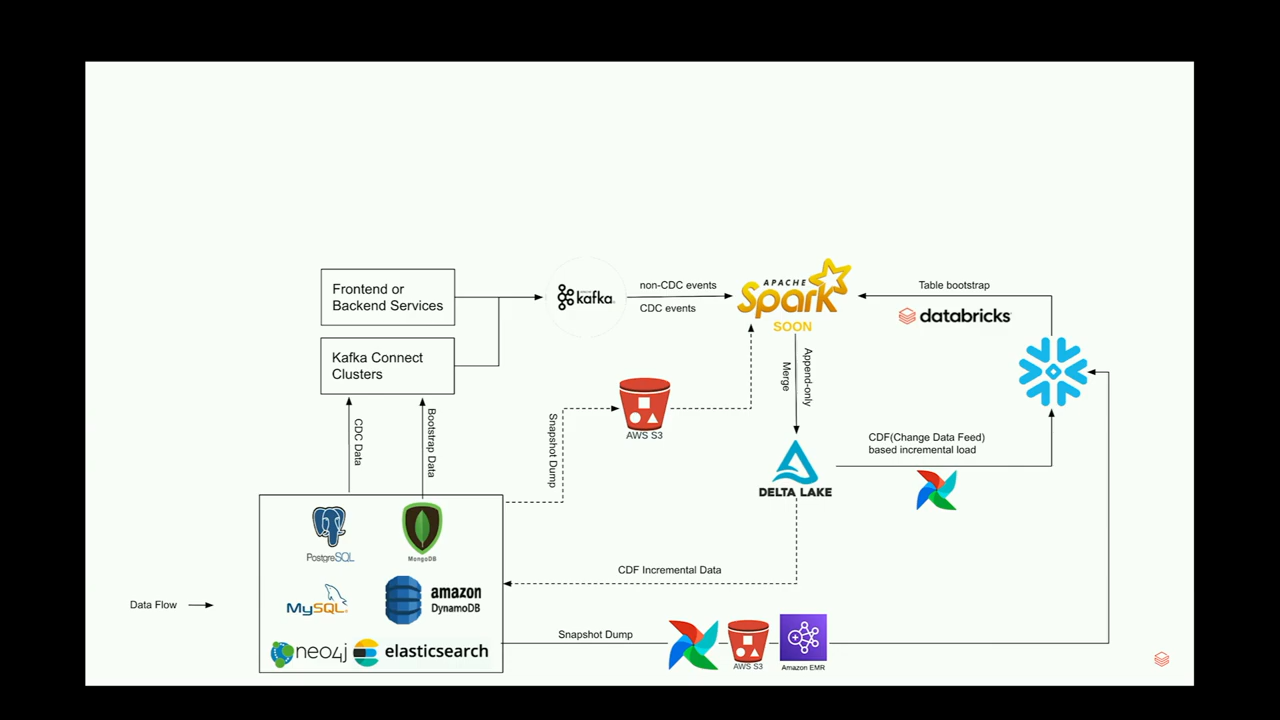 Frontend or
Backend Services
Kafka Connect
Clusters
kafka
non-CDC events
CDC events
APACHE
Spark
SOON
Table bootstrap
databricks
Append-only
Merge
AWS S3
Snapshot Dump
CDC Data
Bootstrap Data
DELTA LAKE
CDF(Change Data Feed)
based incremental load
PostgreSQL
MongoDB
MySQL
amazon
DynamoDB
neo4j
elasticsearch
CDF Incremental Data
Data Flow
Snapshot Dump
AWS S3
Amazon EMR